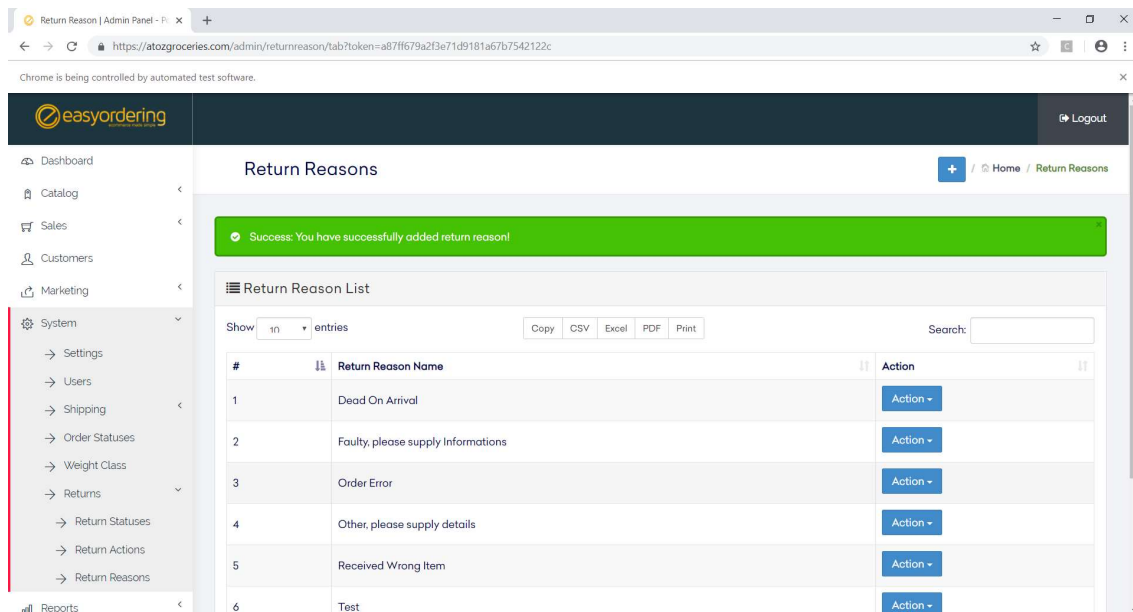 Return Reason | Admin Panel - P
https://atozgroceries.com/admin/returnreason/tab?token=a87ff679a2f3e71d9181a67b7542122c
Chrome is being controlled by automated test software.
easyordering
Logout
Dashboard
Catalog
Sales
Customers
Marketing
System
Settings
Users
Shipping
Order Statuses
Weight Class
Returns
Return Statuses
Return Actions
Return Reasons
Reports
Return Reasons
+ / Home / Return Reasons
Success: You have successfully added return reason!
Return Reason List
Show 10 entries
Copy CSV Excel PDF Print
Search:
# Return Reason Name Action
1 Dead On Arrival Action
2 Faulty, please supply Informations Action
3 Order Error Action
4 Other, please supply details Action
5 Received Wrong Item Action
6 Test Action